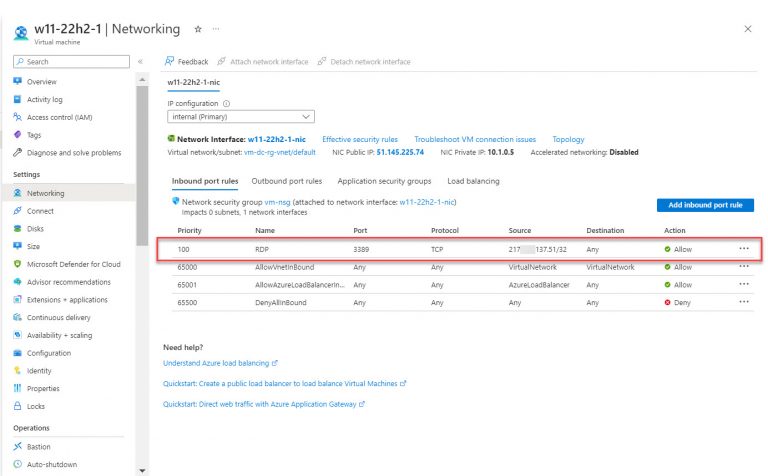 w11-22h2-1 | Networking
Virtual machine
Search
Feedback Attach network interface Detach network interface
Overview
Activity log
Access control (IAM)
Tags
Diagnose and solve problems
Settings
Networking
Connect
Disks
Size
Microsoft Defender for Cloud
Advisor recommendations
Extensions + applications
Continuous delivery
Availability + scaling
Configuration
Identity
Properties
Locks
Operations
Bastion
Auto-shutdown
w11-22h2-1-nic
IP configuration
internal (Primary)
Network Interface: w11-22h2-1-nic Effective security rules Troubleshoot VM connection issues Topology
Virtual network/subnet: vm-dc-rg-vnet/default NIC Public IP: 51.145.225.74 NIC Private IP: 10.1.0.5 Accelerated networking: Disabled
Inbound port rules Outbound port rules Application security groups Load balancing
Network security group vm-nsg (attached to network interface: w11-22h2-1-nic)
Impacts 0 subnets, 1 network interfaces
Add inbound port rule
Priority Name Port Protocol Source Destination Action
100 RDP 3389 TCP 217 137.51/32 Any Allow
65000 AllowVnetInBound Any Any VirtualNetwork VirtualNetwork Allow
65001 AllowAzureLoadBalancerIn... Any Any AzureLoadBalancer Any Allow
65500 DenyAllInBound Any Any Any Any Deny
Need help?
Understand Azure load balancing
Quickstart: Create a public load balancer to load balance Virtual Machines
Quickstart: Direct web traffic with Azure Application Gateway